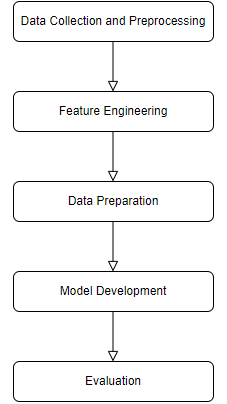 Data Collection and Preprocessing
Feature Engineering
Data Preparation
Model Development
Evaluation